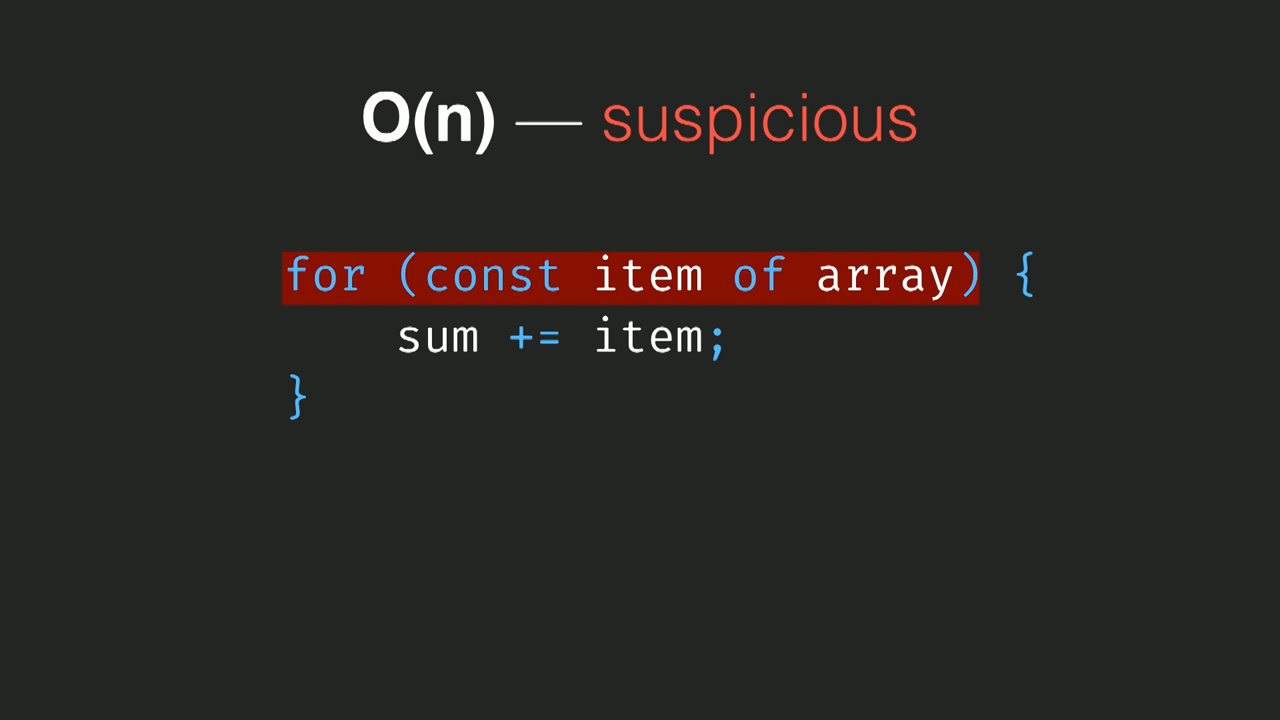 O(n) — suspicious
for (const item of array) {
    sum += item;
}